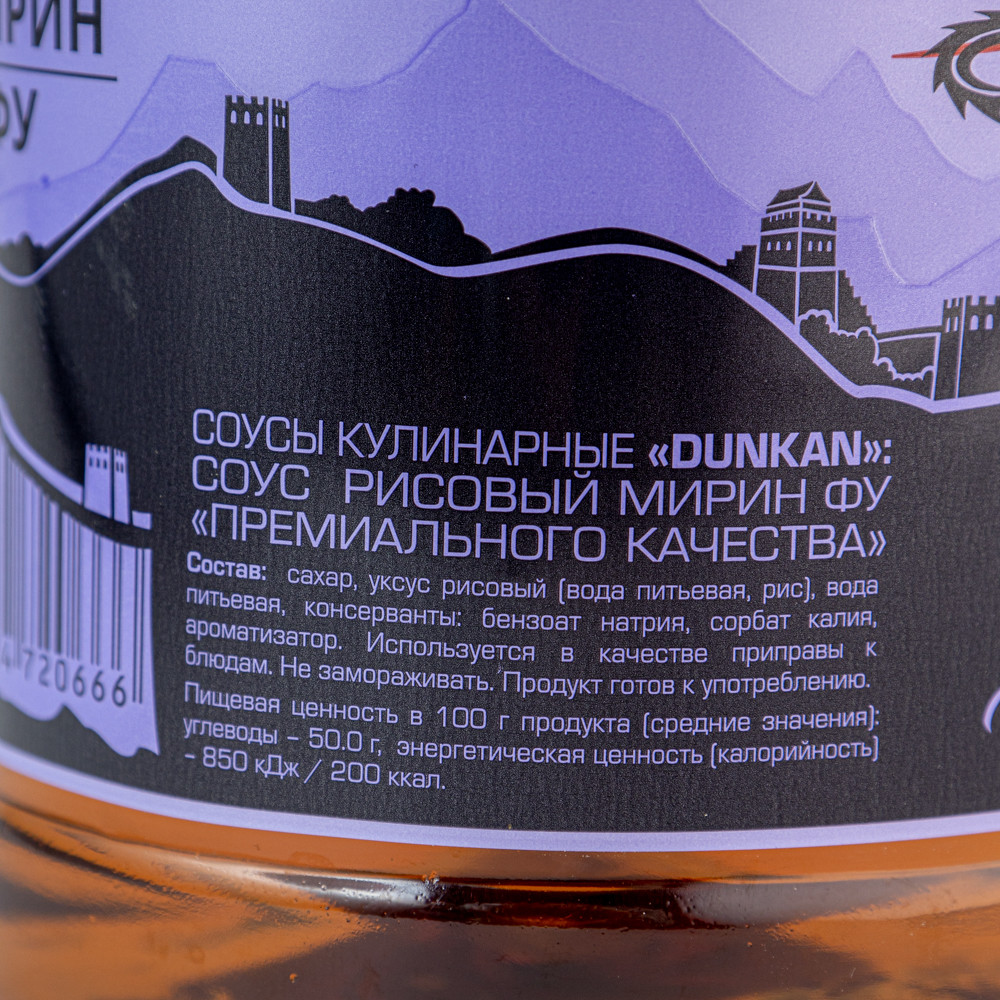 ФУ
СОУСЫ КУЛИНАРНЫЕ «DUNKAN»:
СОУС РИСОВЫЙ МИРИН ФУ
«ПРЕМИАЛЬНОГО КАЧЕСТВА»
Состав: сахар, уксус рисовый (вода питьевая, рис), вода
питьевая, консерванты: бензоат натрия, сорбат калия,
ароматизатор. Используется в качестве приправы к
блюдам. Не замораживать. Продукт готов к употреблению.
Пищевая ценность в 100 г продукта (средние значения):
углеводы – 50.0 г, энергетическая ценность (калорийность)
– 850 кДж / 200 ккал.
720666